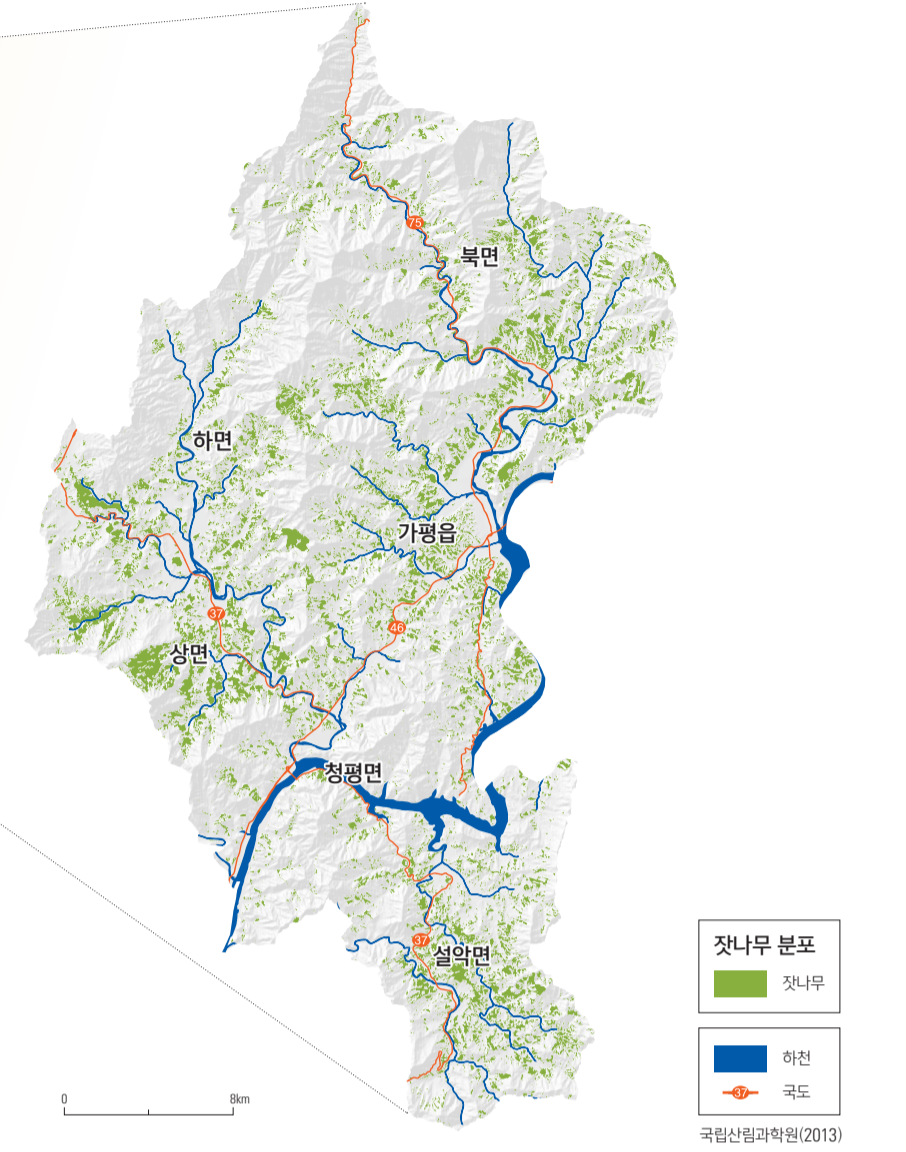 75
북면
하면
가평읍
37
46
상면
청평면
37
설악면
잣나무 분포
잣나무
하천
37
국도
0
8km
국립산림과학원(2013)